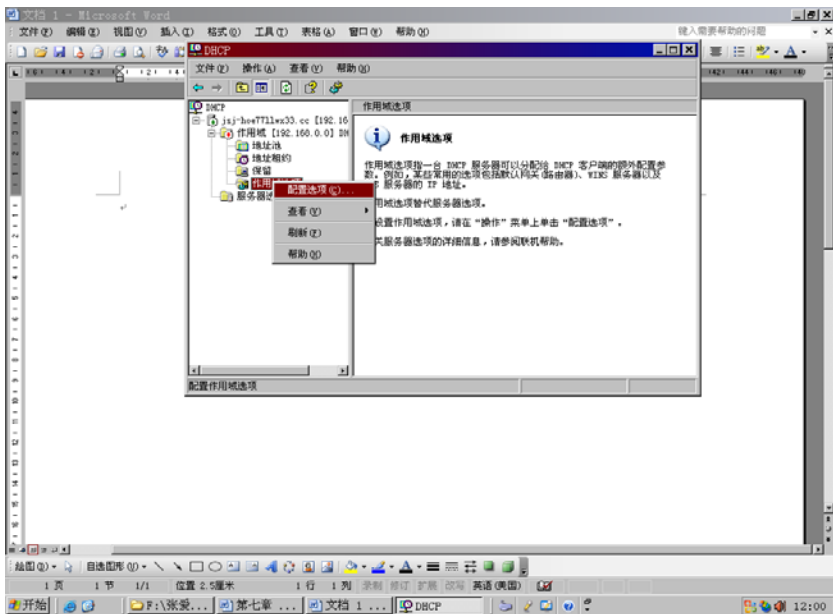 文档 1 - Microsoft Word
文件(F) 编辑(E) 视图(V) 插入(I) 格式(O) 工具(T) 表格(A) 窗口(W) 帮助(H)
键入需要帮助的问题
DHCP
文件(F) 操作(A) 查看(V) 帮助(H)
DHCP
作用域 [192.168.0.0]
地址池
地址租约
保留
作用
服务器
配置选项(C)...
查看(V)
刷新(F)
帮助(H)
作用域选项
作用域选项
作用域选项指一台 DHCP 服务器可以分配给 DHCP 客户端的额外配置参
数。例如，某些常用的选项包括默认网关(路由器)、WINS 服务器以及
服务器的 IP 地址。
用域选项替代服务器选项。
设置作用域选项，请在 “操作” 菜单上单击 “配置选项” 。
关服务器选项的详细信息，请参阅联机帮助。
配置作用域选项
绘图(D) 自选图形(U)
1 页 1 节 1/1 位置 2.5厘米 1 行 1 列 录制 修订 扩展 改写 英语(美国)
开始 F:\张爱... 第七章 ... 文档 1 ... DHCP 12:00